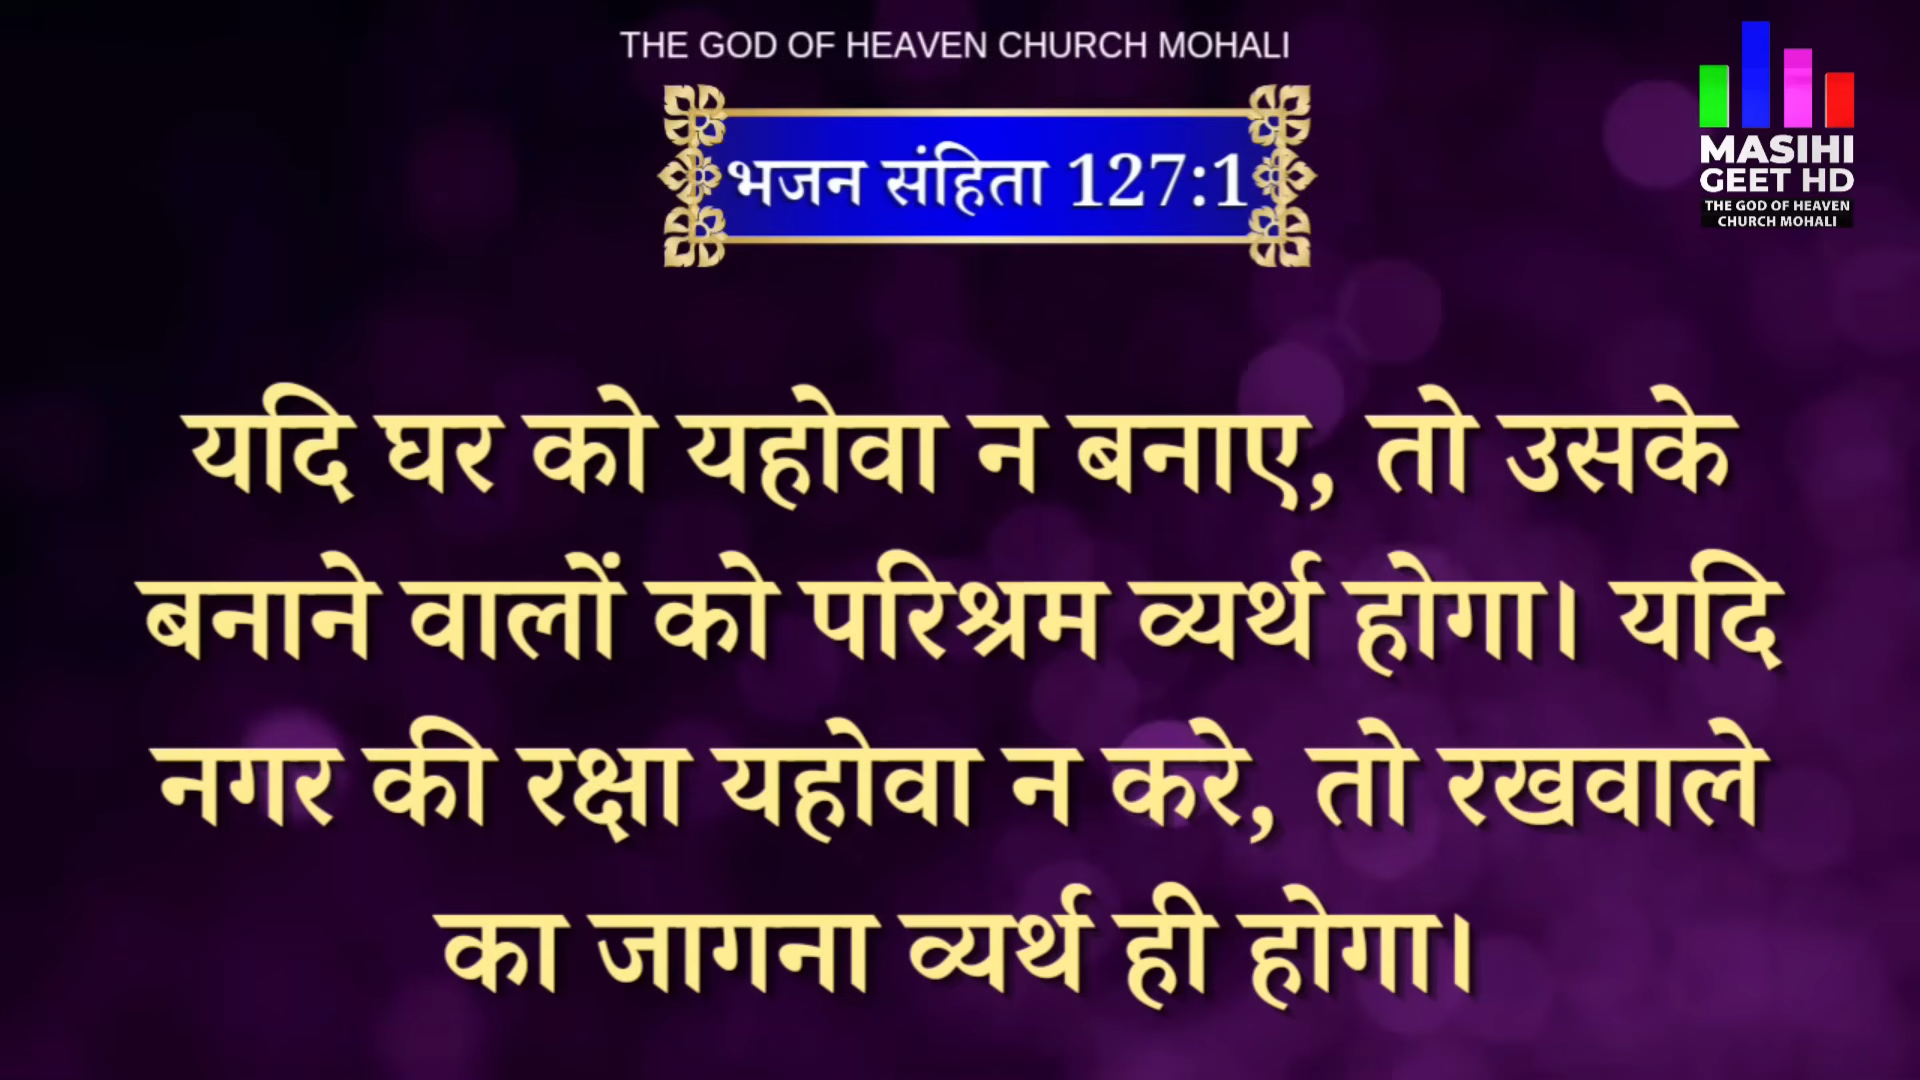 THE GOD OF HEAVEN CHURCH MOHALI
भजन संहिता 127:1
MASIHI
GEET HD
THE GOD OF HEAVEN
CHURCH MOHALI
यदि घर को यहोवा न बनाए, तो उसके
बनाने वालों को परिश्रम व्यर्थ होगा। यदि
नगर की रक्षा यहोवा न करे, तो रखवाले
का जागना व्यर्थ ही होगा।